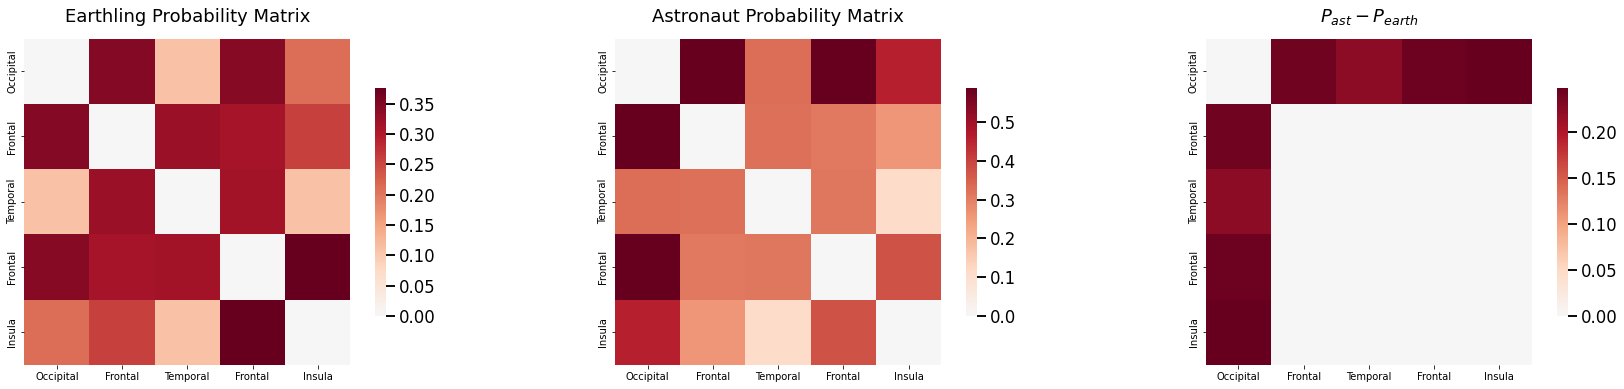 Earthling Probability Matrix
Occipital
Frontal
Temporal
Frontal
Insula
Occipital Frontal Temporal Frontal Insula
0.35
0.30
0.25
0.20
0.15
0.10
0.05
0.00
Astronaut Probability Matrix
Occipital
Frontal
Temporal
Frontal
Insula
Occipital Frontal Temporal Frontal Insula
0.5
0.4
0.3
0.2
0.1
0.0
P_ast − P_earth
Occipital
Frontal
Temporal
Frontal
Insula
Occipital Frontal Temporal Frontal Insula
0.20
0.15
0.10
0.05
0.00